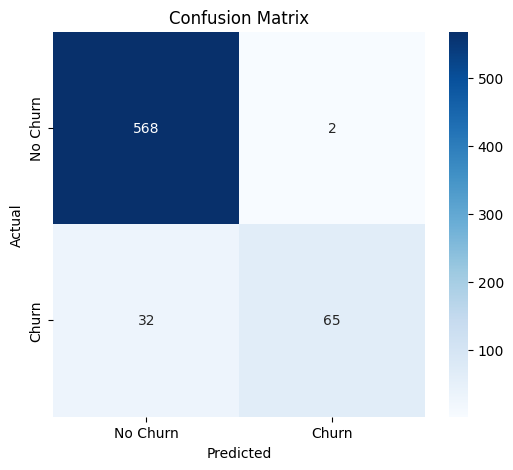 Confusion Matrix
No Churn
568
2
Churn
32
65
Actual
No Churn
Churn
Predicted
500
400
300
200
100